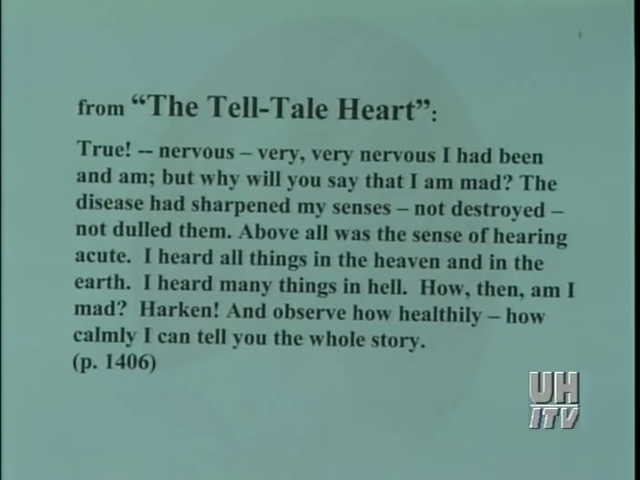 from “The Tell-Tale Heart”:
True! -- nervous – very, very nervous I had been
and am; but why will you say that I am mad? The
disease had sharpened my senses – not destroyed –
not dulled them. Above all was the sense of hearing
acute.  I heard all things in the heaven and in the
earth.  I heard many things in hell.  How, then, am I
mad?  Harken! And observe how healthily – how
calmly I can tell you the whole story.
(p. 1406)
UH
ITV